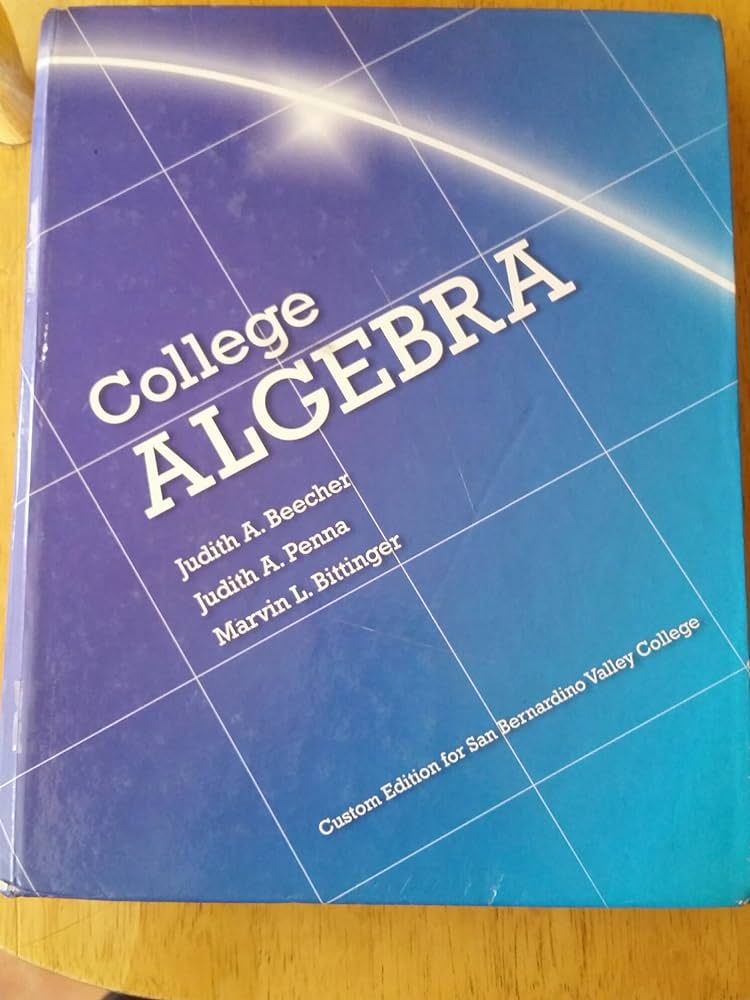 College
ALGEBRA
Judith A. Beecher
Judith A. Penna
Marvin L. Bittinger
Custom Edition for San Bernardino Valley College